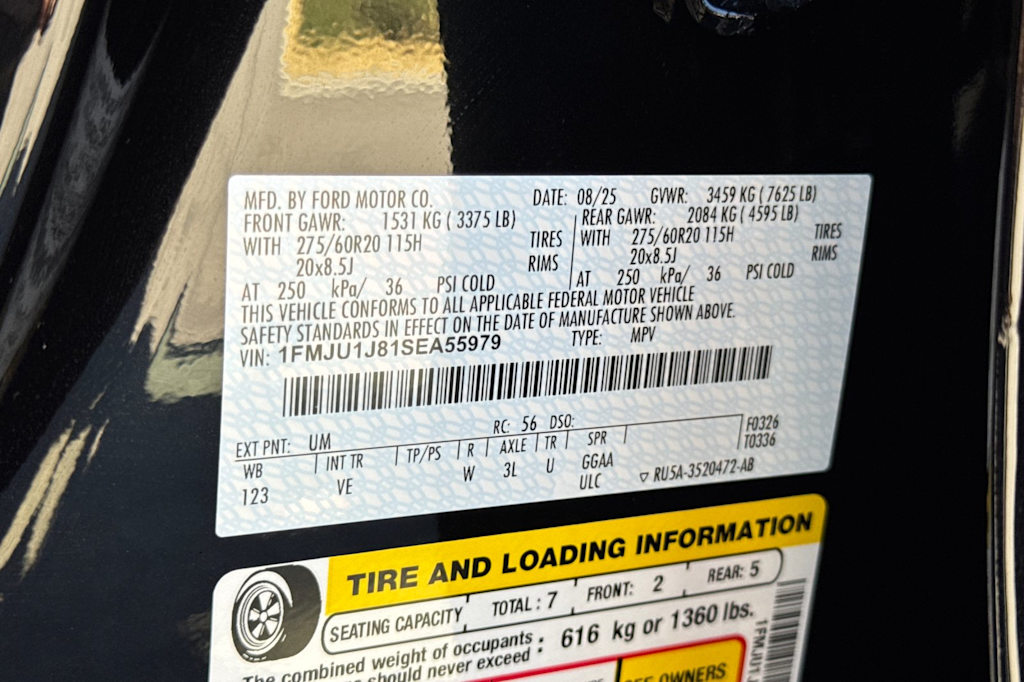 MFD. BY FORD MOTOR CO. DATE: 08/25 GVWR: 3459 KG ( 7625 LB)
FRONT GAWR: 1531 KG ( 3375 LB) REAR GAWR: 2084 KG ( 4595 LB)
WITH 275/60R20 115H TIRES WITH 275/60R20 115H TIRES
20x8.5J RIMS 20x8.5J RIMS
AT 250 kPa/ 36 PSI COLD AT 250 kPa/ 36 PSI COLD
THIS VEHICLE CONFORMS TO ALL APPLICABLE FEDERAL MOTOR VEHICLE
SAFETY STANDARDS IN EFFECT ON THE DATE OF MANUFACTURE SHOWN ABOVE.
VIN: 1FMJU1J81SEA55979 TYPE: MPV
EXT PNT: UM RC: 56 DSO: F0326
WB INT TR TP/PS R AXLE TR SPR T0336
123 VE W 3L U GGAA
ULC ▽ RU5A-3520472-AB
TIRE AND LOADING INFORMATION
SEATING CAPACITY TOTAL : 7 FRONT: 2 REAR: 5
The combined weight of occupants
should never exceed : 616 kg or 1360 lbs.
OWNERS
1FMJU1